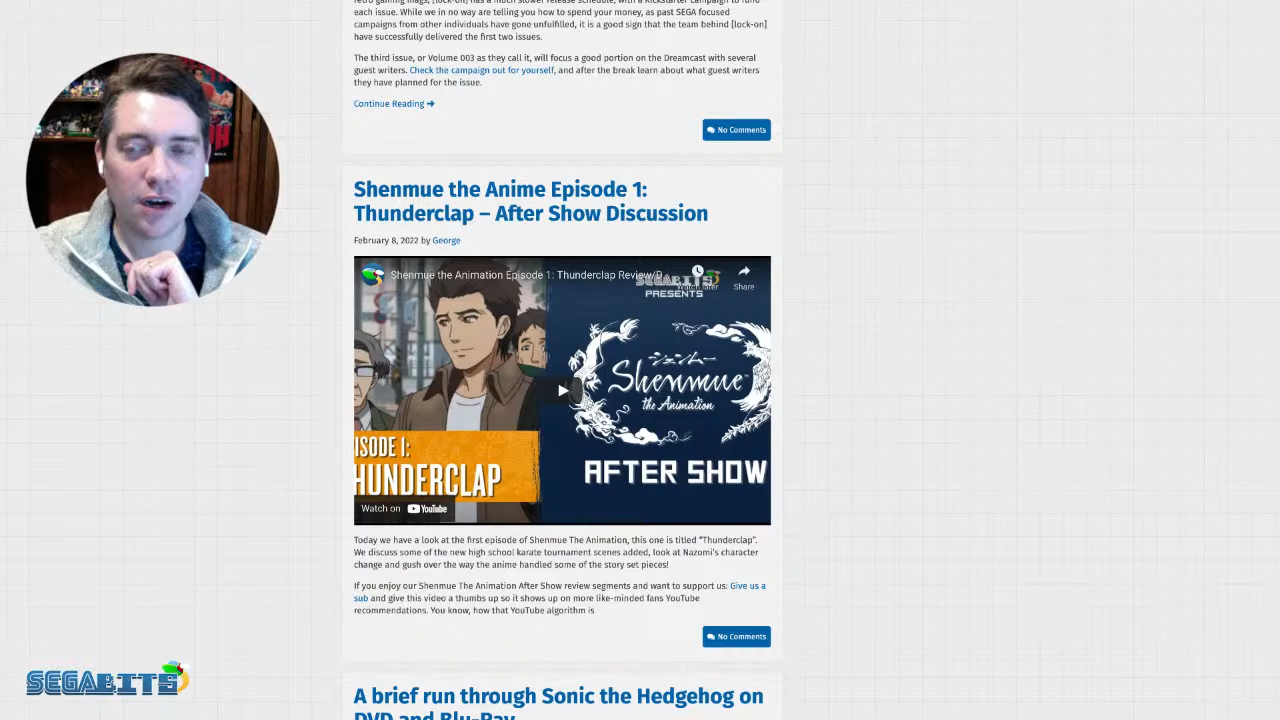 retro gaming mags, [lock-on] has a much slower release schedule, with a Kickstarter campaign to fund
each issue. While we in no way are telling you how to spend your money, as past SEGA focused
campaigns from other individuals have gone unfulfilled, it is a good sign that the team behind [lock-on]
have successfully delivered the first two issues.
The third issue, or Volume 003 as they call it, will focus a good portion on the Dreamcast with several
guest writers. Check the campaign out for yourself, and after the break learn about what guest writers
they have planned for the issue.
Continue Reading ➔
No Comments
Shenmue the Anime Episode 1:
Thunderclap – After Show Discussion
February 8, 2022 by George
Shenmue the Animation Episode 1: Thunderclap Review/D
Watch later
Share
SEGABITS
PRESENTS
シェンムー
Shenmue
the Animation
ISODE 1:
HUNDERCLAP
AFTER SHOW
Watch on YouTube
Today we have a look at the first episode of Shenmue The Animation, this one is titled “Thunderclap”.
We discuss some of the new high school karate tournament scenes added, look at Nazomi’s character
change and gush over the way the anime handled some of the story set pieces!
If you enjoy our Shenmue The Animation After Show review segments and want to support us: Give us a
sub and give this video a thumbs up so it shows up on more like-minded fans YouTube
recommendations. You know, how that YouTube algorithm is
No Comments
SEGABITS
A brief run through Sonic the Hedgehog on
DVD and Blu-Ray